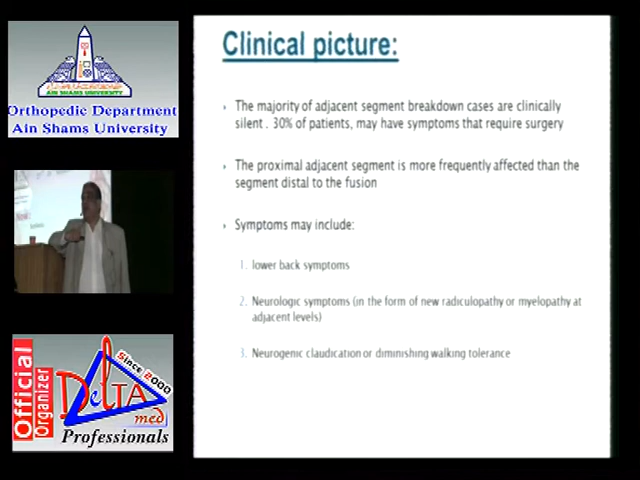 AIN SHAMS UNIVERSITY
Orthopedic Department
Ain Shams University
Official
Organizer
Since 2000
DeltA
med
Professionals
Clinical picture:
The majority of adjacent segment breakdown cases are clinically
silent . 30% of patients, may have symptoms that require surgery
The proximal adjacent segment is more frequently affected than the
segment distal to the fusion
Symptoms may include:
1. lower back symptoms
2. Neurologic symptoms (in the form of new radiculopathy or myelopathy at
adjacent levels)
3. Neurogenic claudication or diminishing walking tolerance